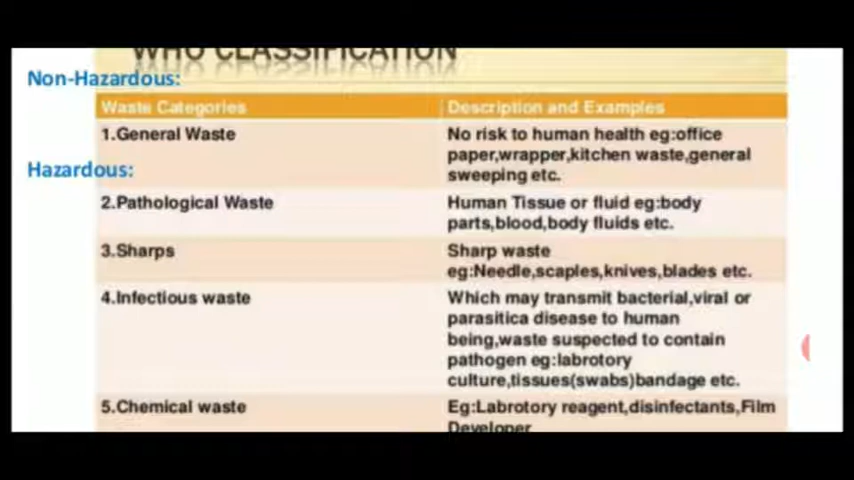 WHO CLASSIFICATION
Non-Hazardous:
Waste Categories
Description and Examples
1.General Waste
No risk to human health eg:office
paper,wrapper,kitchen waste,general
sweeping etc.
Hazardous:
2.Pathological Waste
Human Tissue or fluid eg:body
parts,blood,body fluids etc.
3.Sharps
Sharp waste
eg:Needle,scaples,knives,blades etc.
4.Infectious waste
Which may transmit bacterial,viral or
parasitica disease to human
being,waste suspected to contain
pathogen eg:labrotory
culture,tissues(swabs)bandage etc.
5.Chemical waste
Eg:Labrotory reagent,disinfectants,Film
Developer